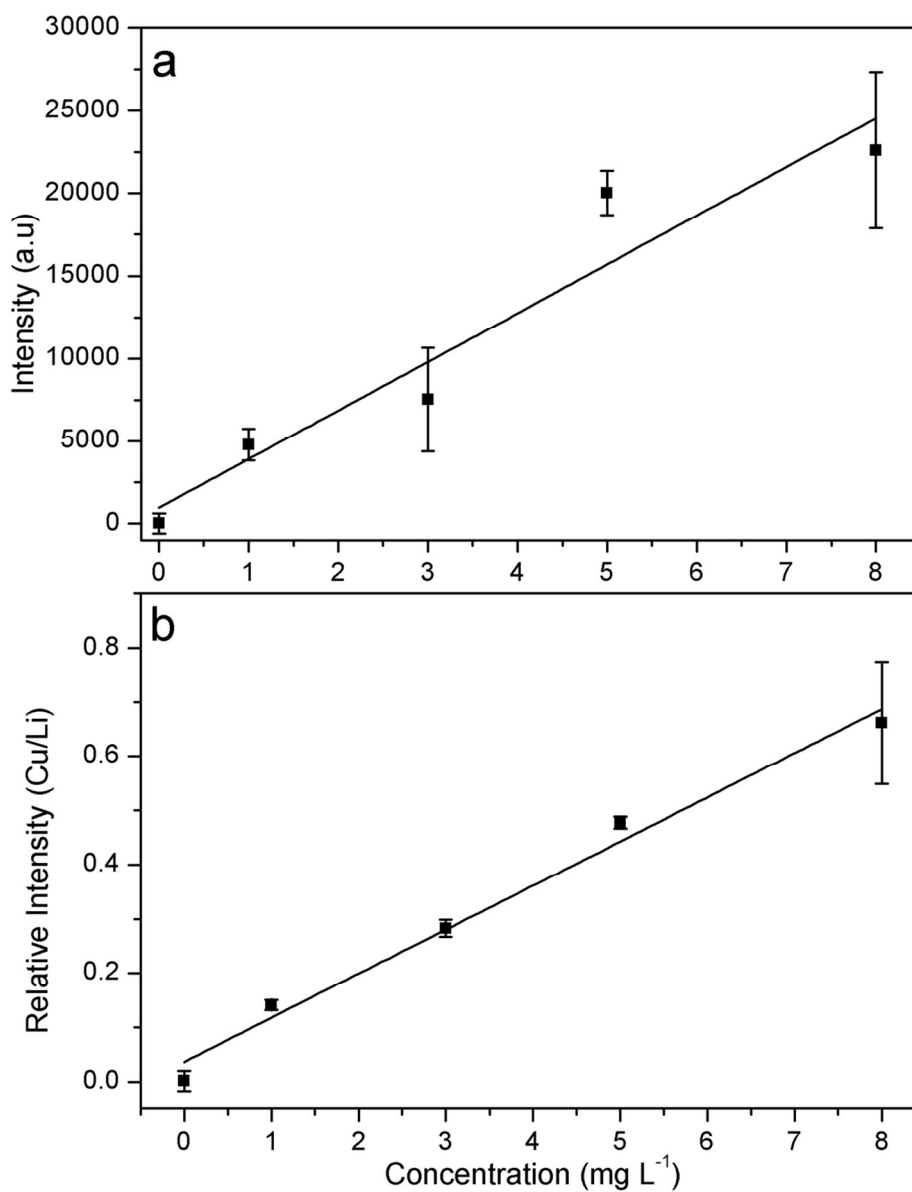 a
30000
25000
20000
15000
10000
5000
0
Intensity (a.u)
0 1 2 3 4 5 6 7 8
b
0.8
0.6
0.4
0.2
0.0
Relative Intensity (Cu/Li)
0 1 2 3 4 5 6 7 8
Concentration (mg L⁻¹)